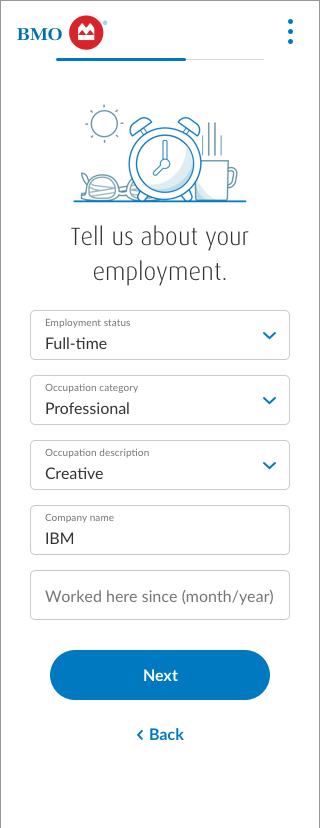 BMO
Tell us about your
employment.
Employment status
Full-time
Occupation category
Professional
Occupation description
Creative
Company name
IBM
Worked here since (month/year)
Next
Back